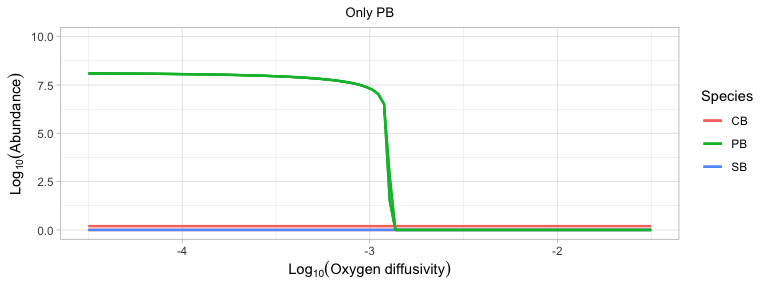 Only PB
Log10(Abundance)
10.0
7.5
5.0
2.5
0.0
-4
-3
-2
Log10(Oxygen diffusivity)
Species
CB
PB
SB